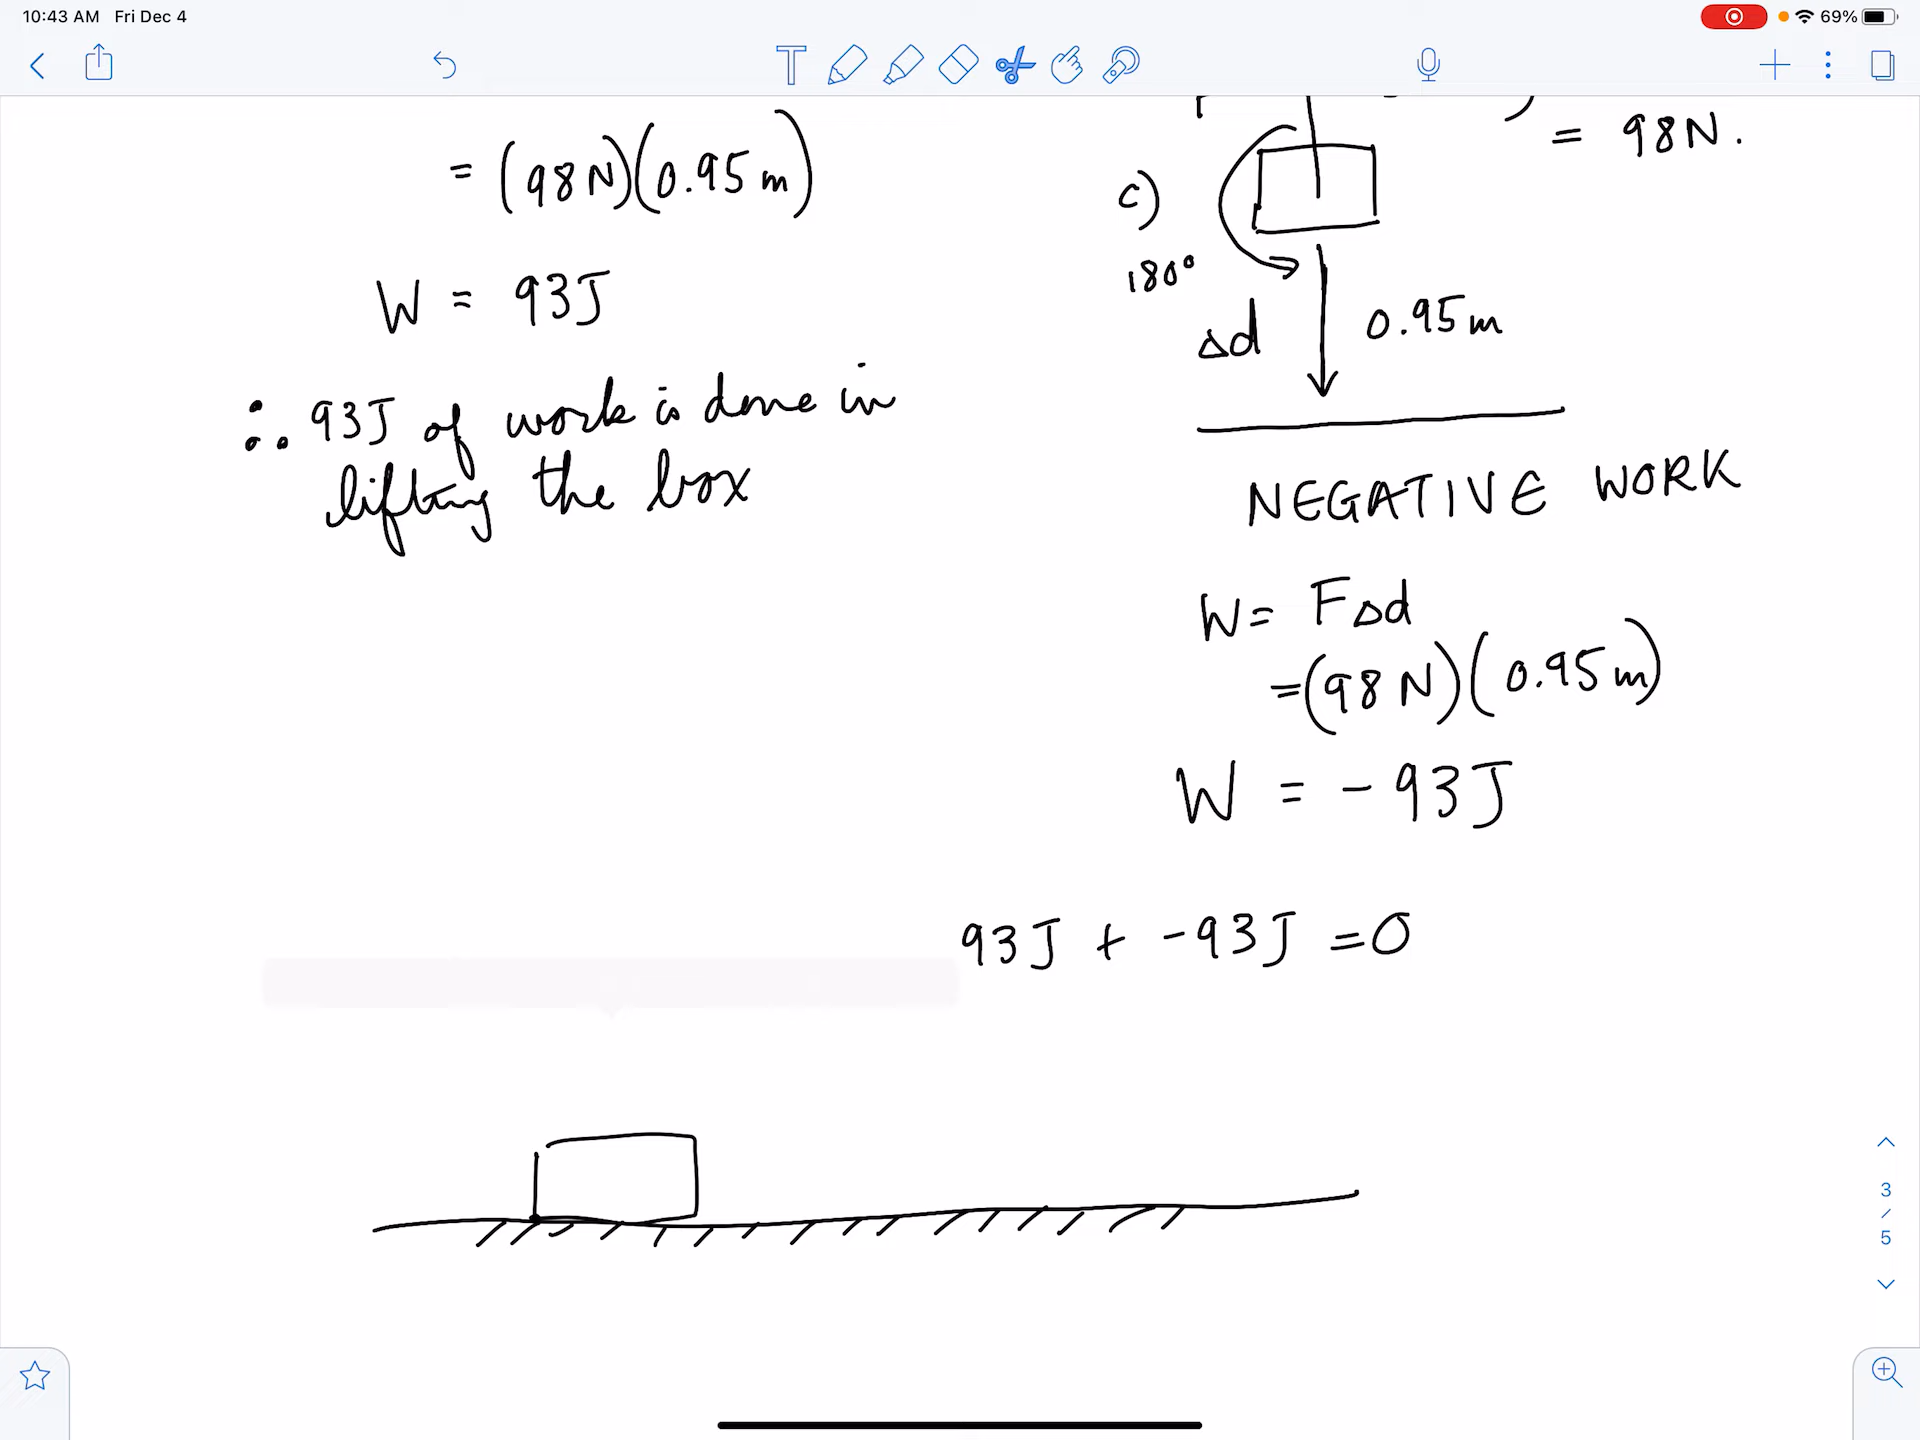 10:43 AM Fri Dec 4
69%
T
= (98N)(0.95m)
W = 93J
∴ 93J of work is done in
lifting the box
= 98N.
c)
180°
Δd
0.95m
NEGATIVE WORK
W = FΔd
=(98N)(0.95m)
W = -93J
93J + -93J = 0
3
/
5